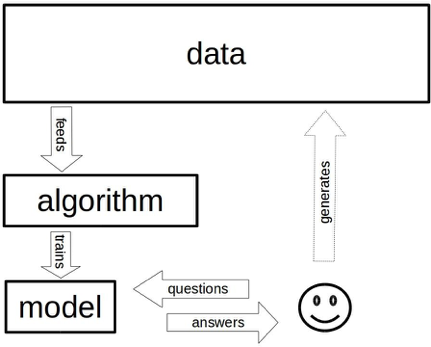 data
feeds
algorithm
generates
trains
questions
model
answers